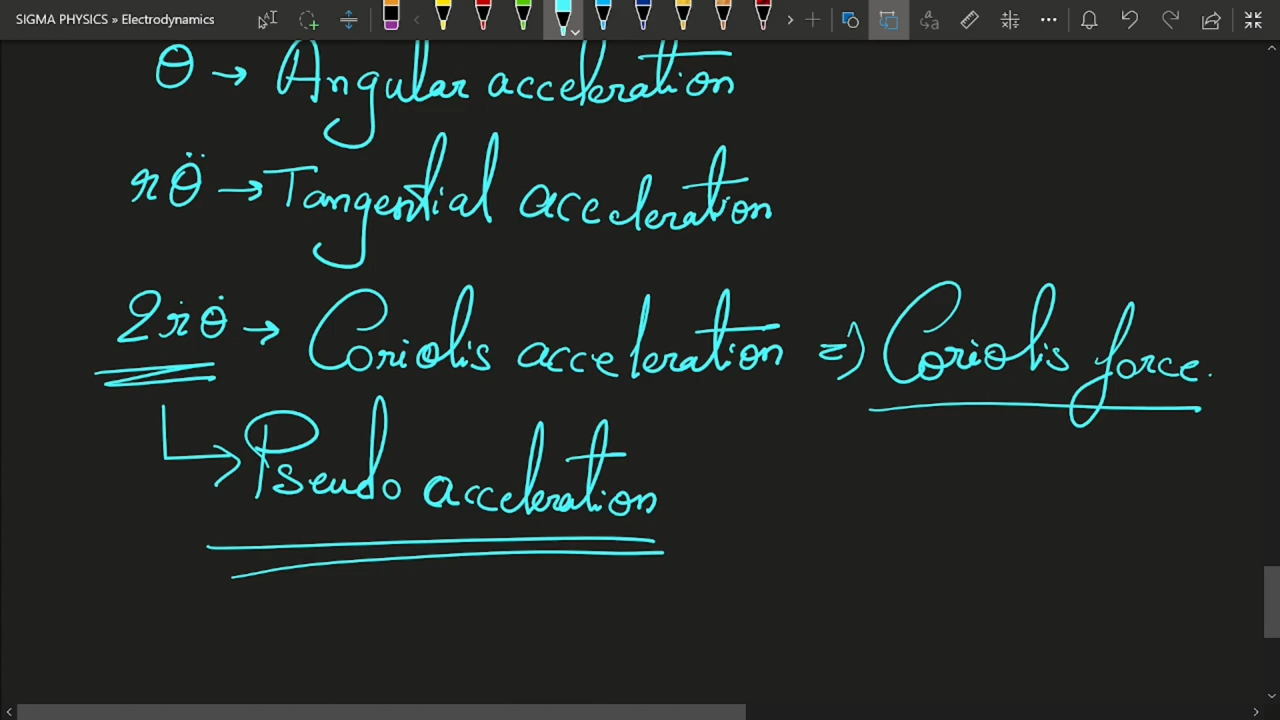 SIGMA PHYSICS » Electrodynamics
θ → Angular acceleration
rθ̈ → Tangential acceleration
2ṙθ̇ → Coriolis acceleration => Coriolis force.
Pseudo acceleration